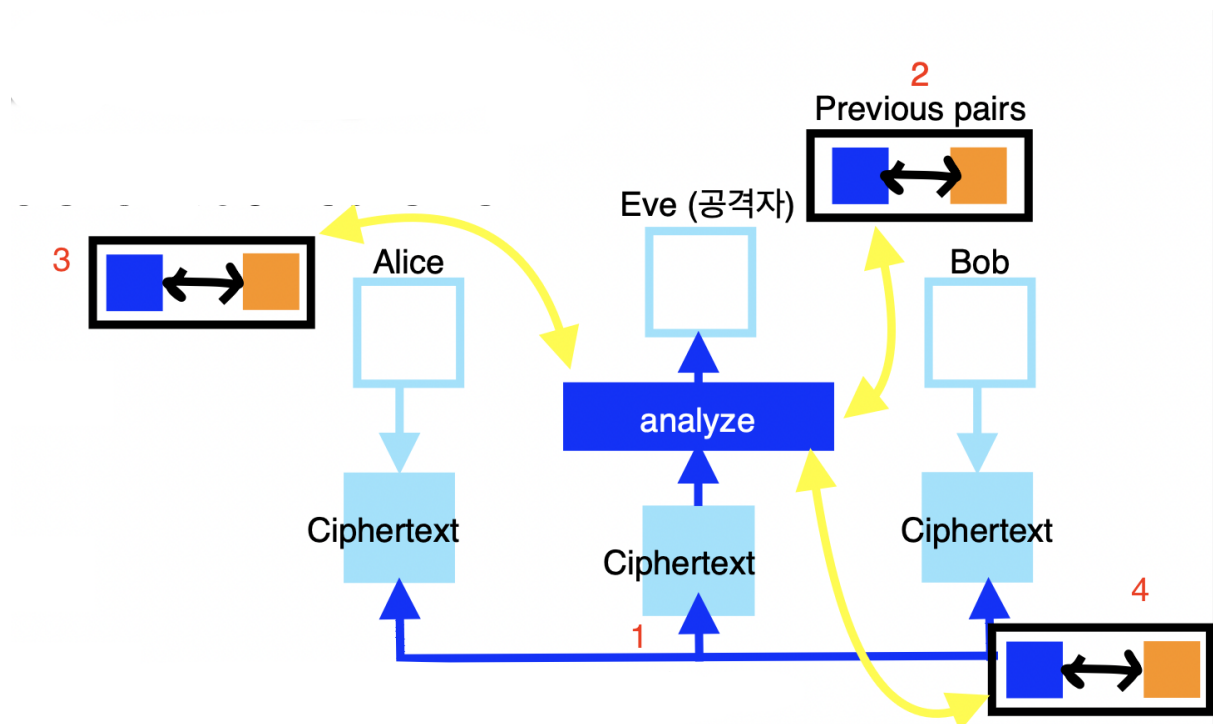 2
Previous pairs
Eve (공격자)
3
Alice
Bob
analyze
Ciphertext
Ciphertext
Ciphertext
4
1